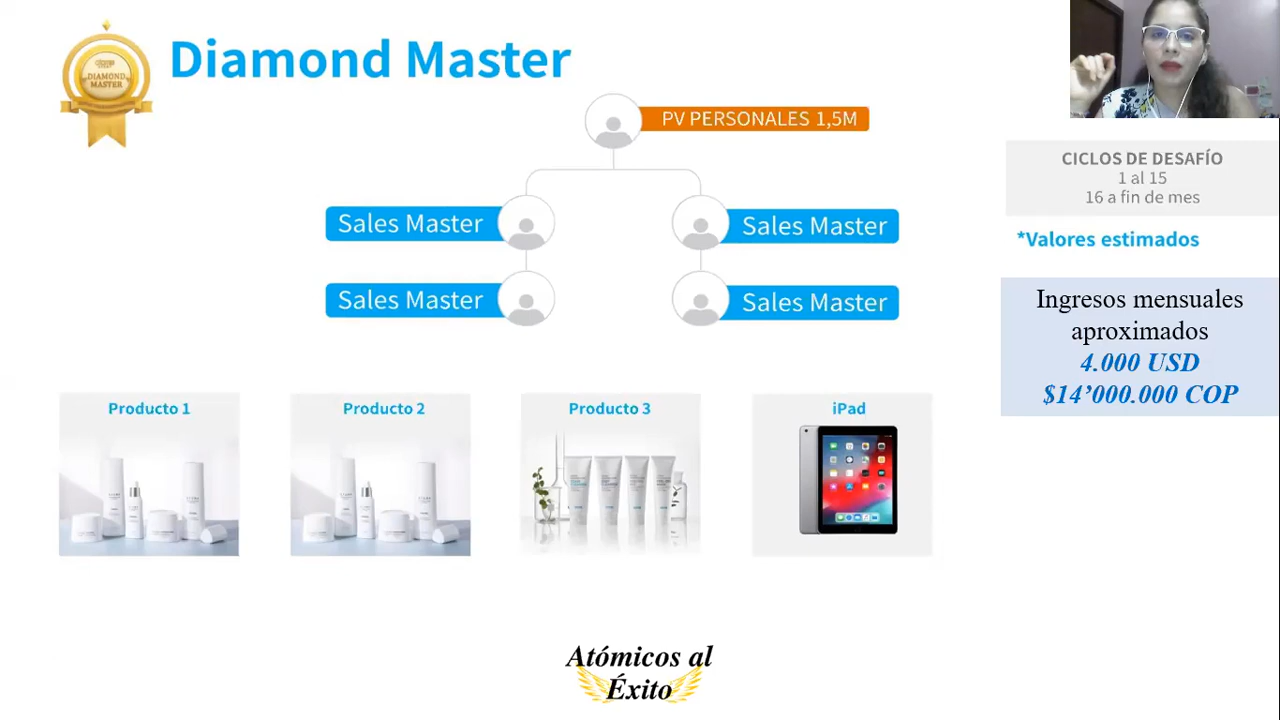 Diamond Master
DIAMOND
MASTER
PV PERSONALES 1,5M
Sales Master
Sales Master
Sales Master
Sales Master
CICLOS DE DESAFÍO
1 al 15
16 a fin de mes
*Valores estimados
Ingresos mensuales
aproximados
4.000 USD
$14’000.000 COP
Producto 1
Producto 2
Producto 3
iPad
Atómicos al
Éxito